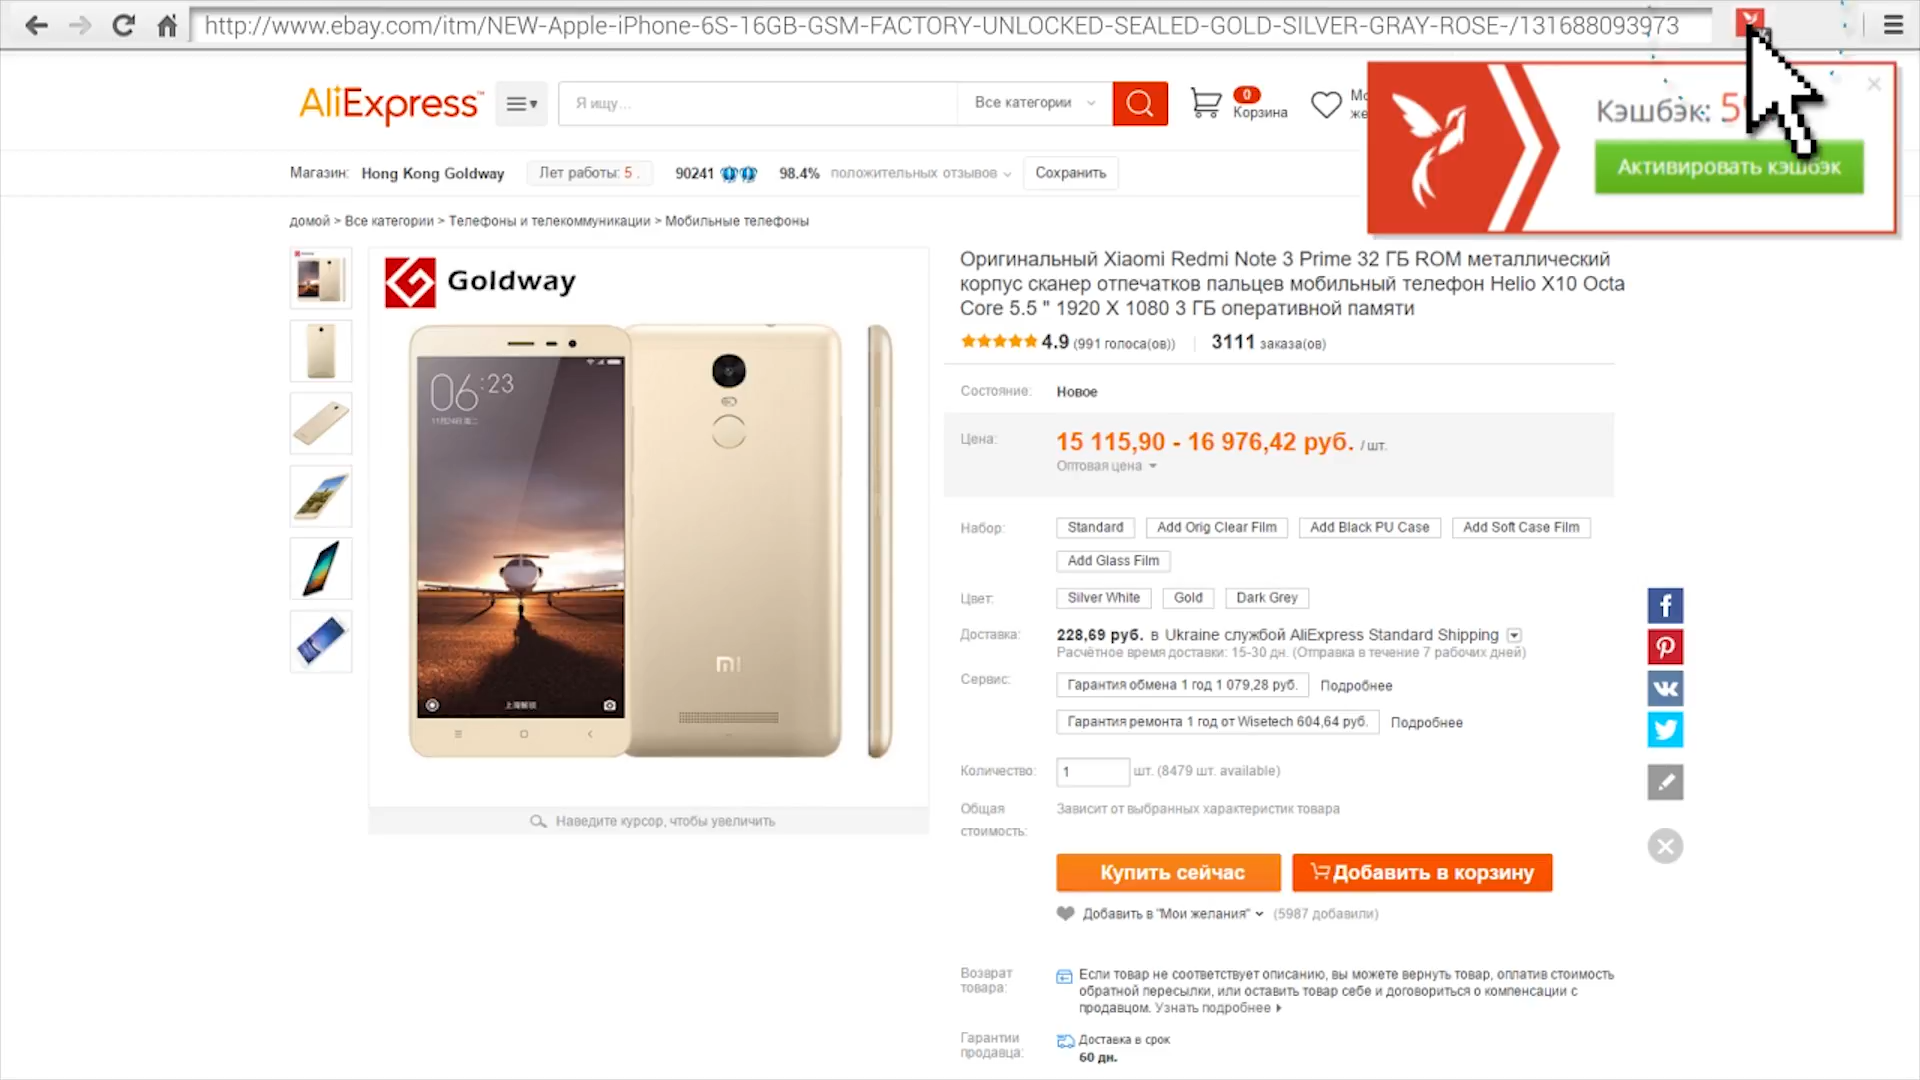 http://www.ebay.com/itm/NEW-Apple-iPhone-6S-16GB-GSM-FACTORY-UNLOCKED-SEALED-GOLD-SILVER-GRAY-ROSE-/131688093973
AliExpress™
Я ищу...
Все категории
0
Корзина
Кэшбэк:
Активировать кэшбэк
Магазин: Hong Kong Goldway
Лет работы: 5 .
90241
98.4% положительных отзывов
Сохранить
домой > Все категории > Телефоны и телекоммуникации > Мобильные телефоны
Goldway
06:23
Наведите курсор, чтобы увеличить
Оригинальный Xiaomi Redmi Note 3 Prime 32 ГБ ROM металлический
корпус сканер отпечатков пальцев мобильный телефон Helio X10 Octa
Core 5.5 " 1920 X 1080 3 ГБ оперативной памяти
4.9 (991 голоса(ов))
3111 заказа(ов)
Состояние: Новое
Цена: 15 115,90 - 16 976,42 руб. / шт.
Оптовая цена
Набор: Standard Add Orig Clear Film Add Black PU Case Add Soft Case Film
Add Glass Film
Цвет: Silver White Gold Dark Grey
Доставка: 228,69 руб. в Ukraine службой AliExpress Standard Shipping
Расчётное время доставки: 15-30 дн. (Отправка в течение 7 рабочих дней)
Сервис: Гарантия обмена 1 год 1 079,28 руб. Подробнее
Гарантия ремонта 1 год от Wisetech 604,64 руб. Подробнее
Количество: 1 шт. (8479 шт. available)
Общая
стоимость:
Зависит от выбранных характеристик товара
Купить сейчас
Добавить в корзину
Добавить в "Мои желания" (5987 добавили)
Возврат
товара:
Если товар не соответствует описанию, вы можете вернуть товар, оплатив стоимость
обратной пересылки, или оставить товар себе и договориться о компенсации с
продавцом. Узнать подробнее
Гарантии
продавца:
Доставка в срок
60 дн.